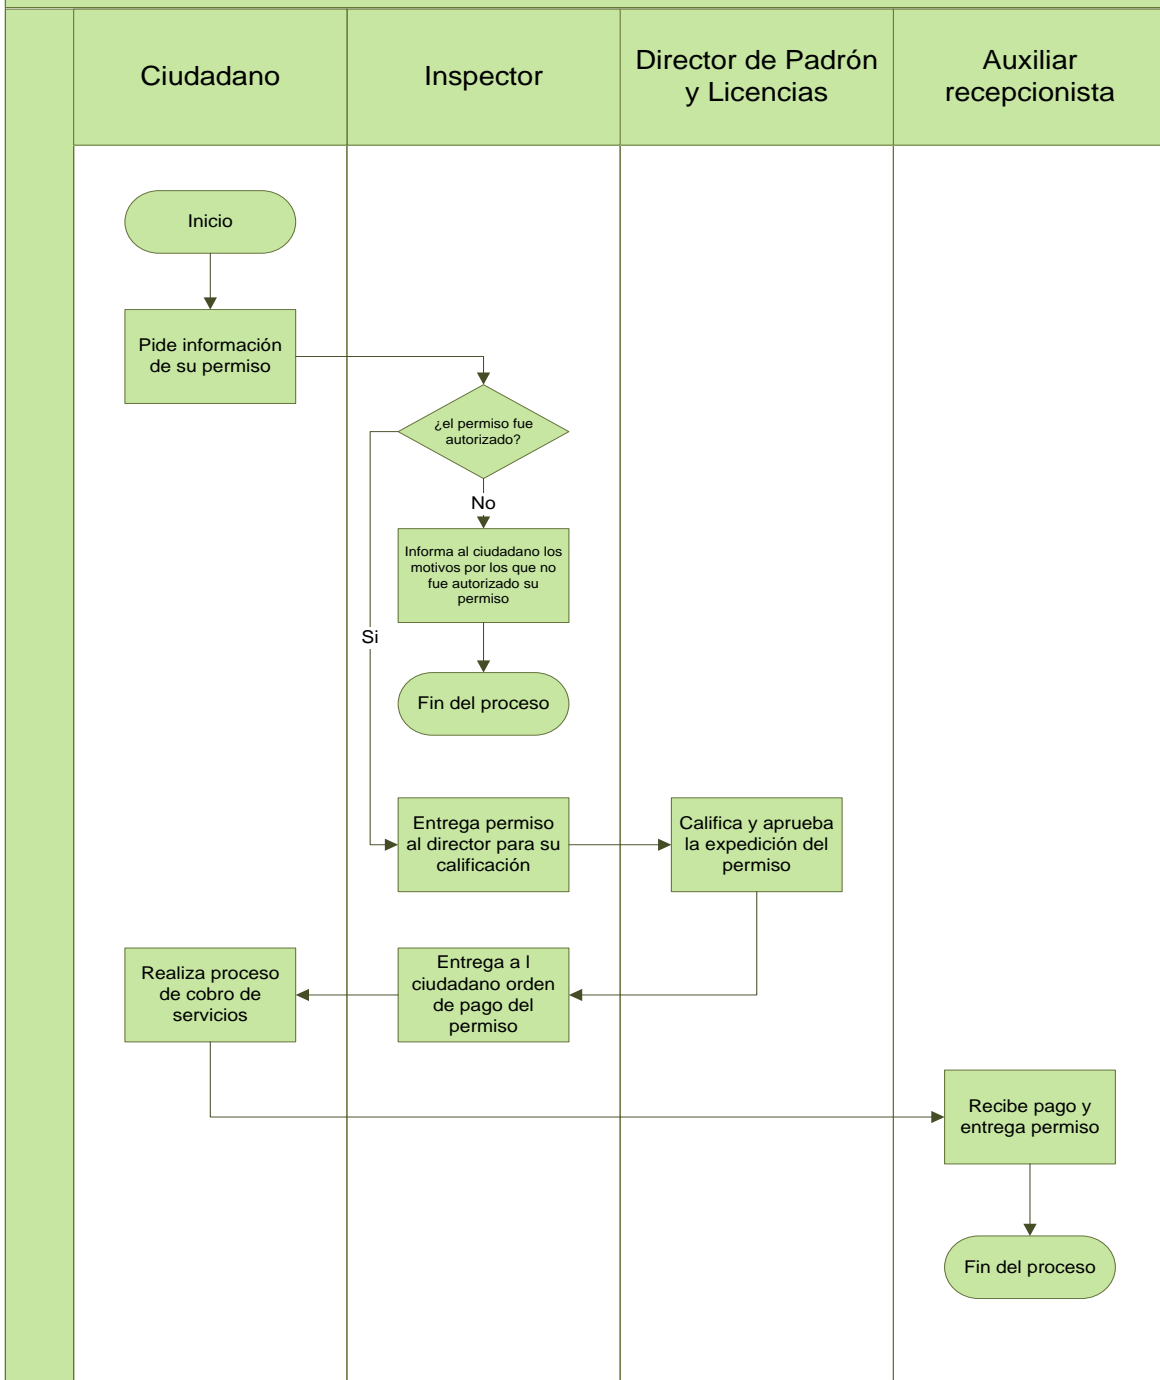 Ciudadano
Inspector
Director de Padrón
y Licencias
Auxiliar
recepcionista
Inicio
Pide información
de su permiso
¿el permiso fue
autorizado?
No
Informa al ciudadano los
motivos por los que no
fue autorizado su
permiso
Si
Fin del proceso
Entrega permiso
al director para su
calificación
Califica y aprueba
la expedición del
permiso
Entrega a l
ciudadano orden
de pago del
permiso
Realiza proceso
de cobro de
servicios
Recibe pago y
entrega permiso
Fin del proceso